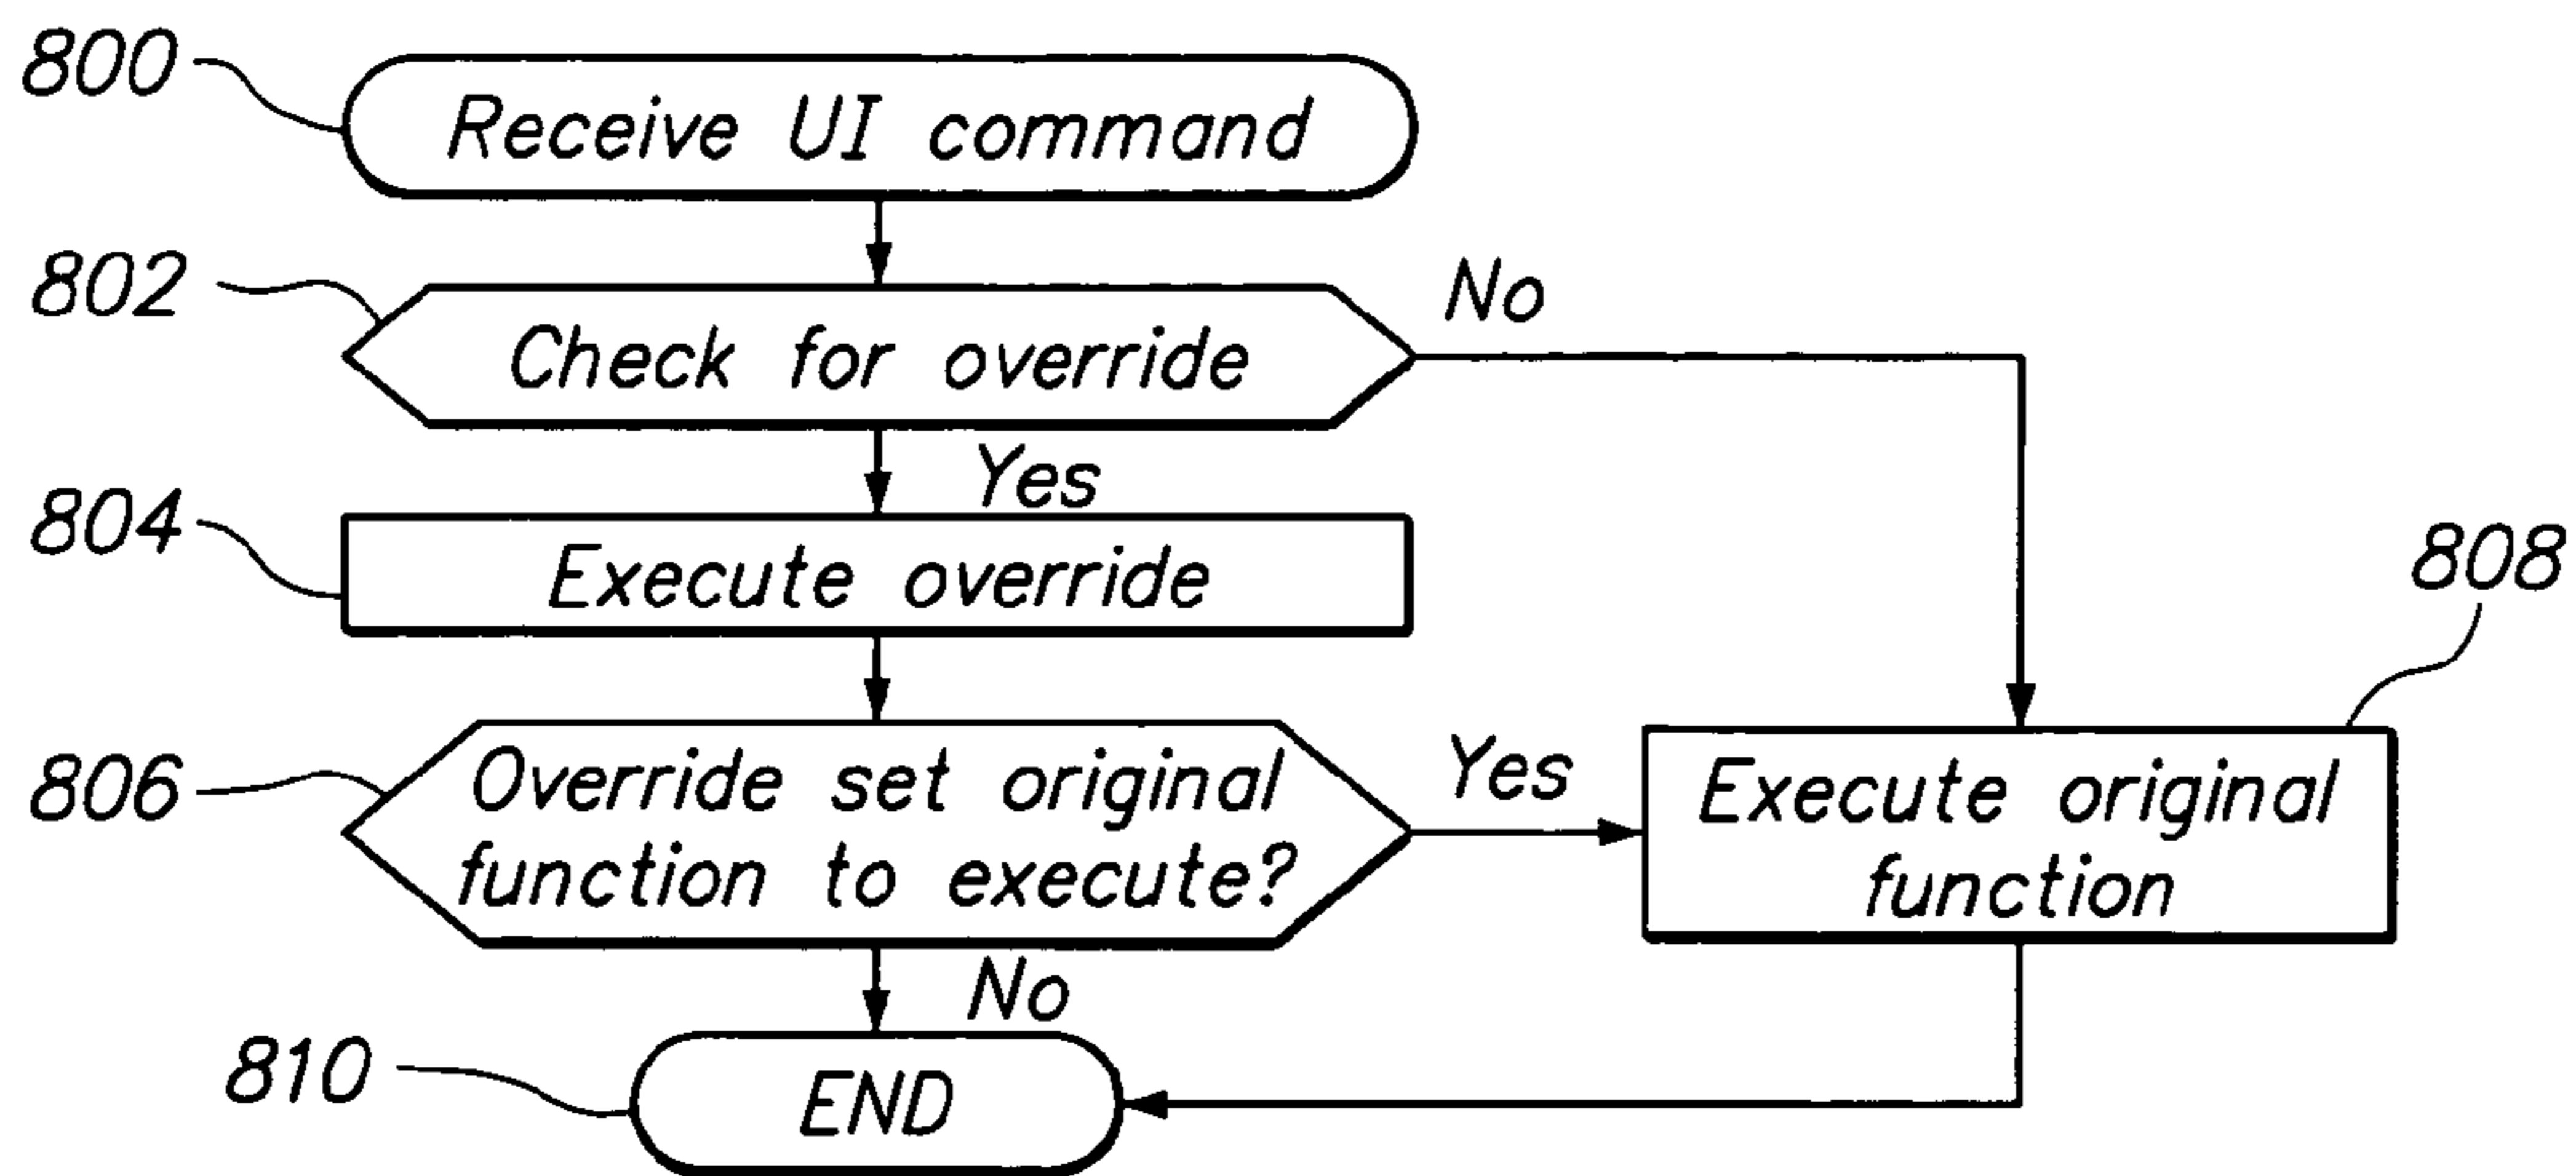 800
Receive UI command
802
Check for override
No
Yes
804
Execute override
808
806
Override set original
function to execute?
Yes
Execute original
function
No
810
END